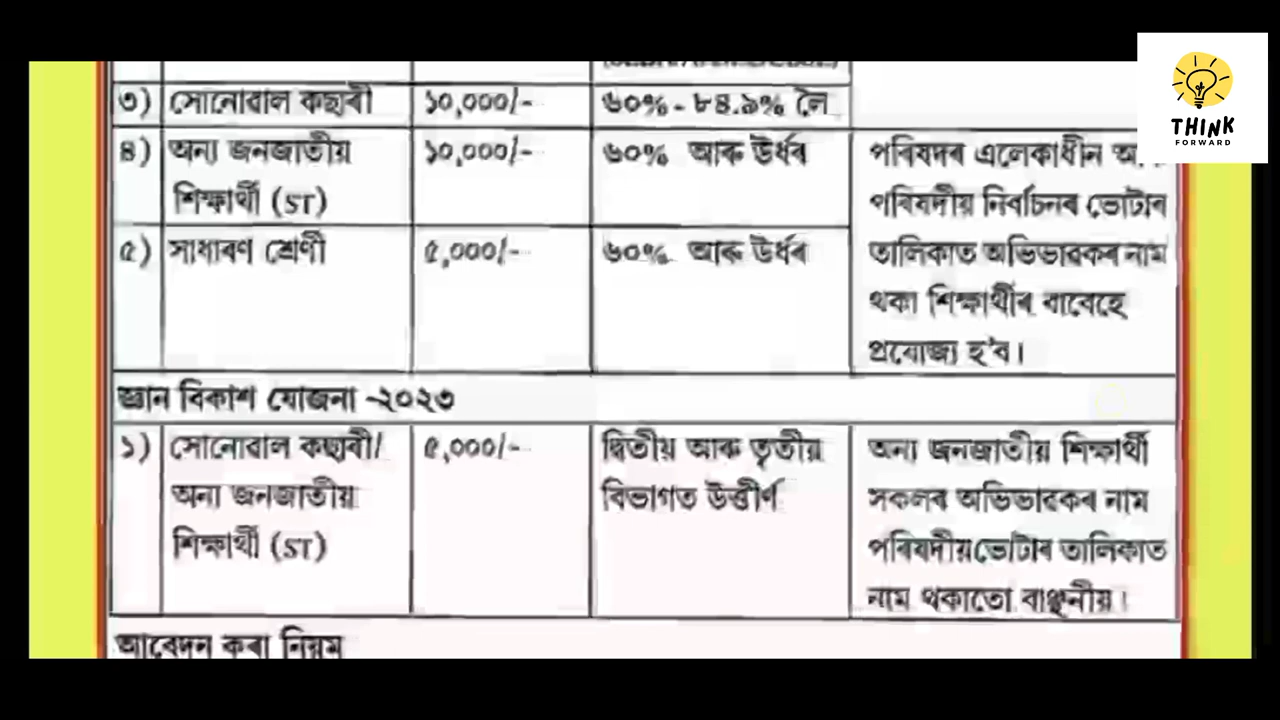 ৩) সোনোৱাল কছাৰী ১০,০০০/- ৬০% - ৮৪.৯% লৈ
৪) অন্য জনজাতীয় ১০,০০০/- ৬০% আৰু উৰ্ধৰ পৰিষদৰ এলেকাধীন
শিক্ষাৰ্থী (ST) পৰিষদীয় নিৰ্বাচনৰ ভোটাৰ
৫) সাধাৰণ শ্ৰেণী ৫,০০০/- ৬০% আৰু উৰ্ধৰ তালিকাত অভিভাৱকৰ নাম
থকা শিক্ষাৰ্থীৰ বাবেহে
প্ৰযোজ্য হ'ব।
জ্ঞান বিকাশ যোজনা -২০২৩
১) সোনোৱাল কছাৰী/ ৫,০০০/- দ্বিতীয় আৰু তৃতীয় অন্য জনজাতীয় শিক্ষাৰ্থী
অন্য জনজাতীয় বিভাগত উত্তীৰ্ণ সকলৰ অভিভাৱকৰ নাম
শিক্ষাৰ্থী (ST) পৰিষদীয়ভোটাৰ তালিকাত
নাম থকাতো বাঞ্ছনীয়।
আবেদন কৰা নিয়ম
THINK
FORWARD